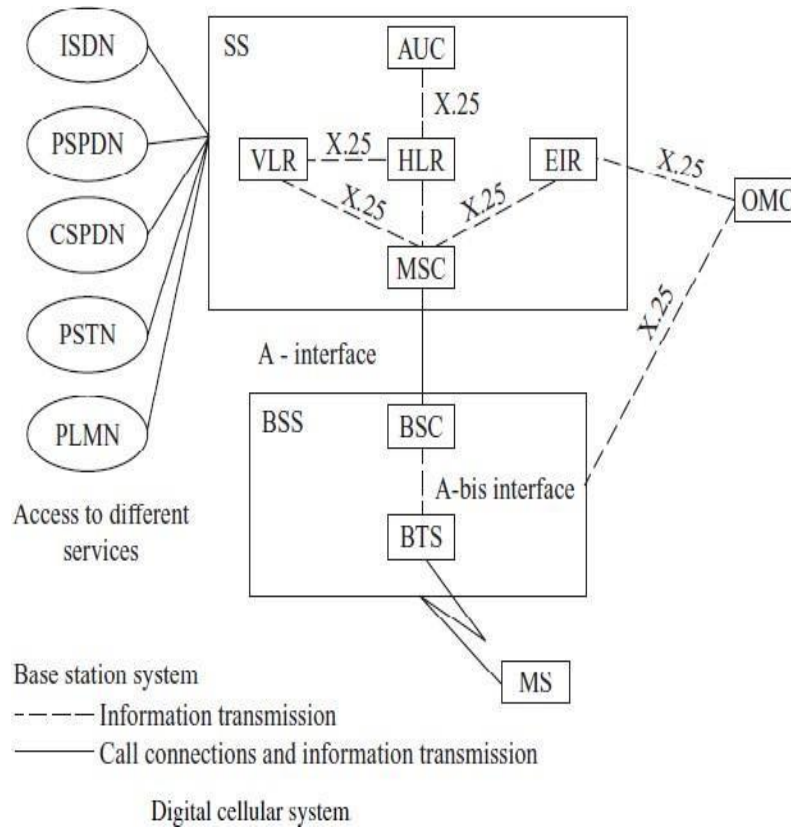 ISDN
PSPDN
CSPDN
PSTN
PLMN
Access to different
services
SS
AUC
X.25
VLR
X.25
HLR
EIR
X.25
X.25
MSC
X.25
OMC
X.25
A - interface
BSS
BSC
A-bis interface
BTS
MS
Base station system
Information transmission
Call connections and information transmission
Digital cellular system